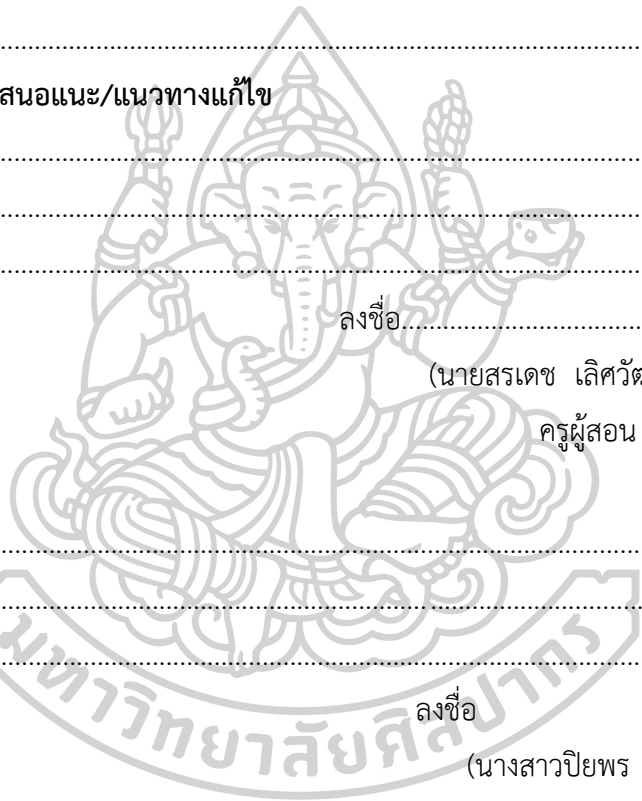 ................................................................................
สนอแนะ/แนวทางแก้ไข
................................................................................
................................................................................
................................................................................
ลงชื่อ..............................
(นายสรเดช เลิศวัฒ
ครูผู้สอน
................................................................................
................................................................................
................................................................................
ลงชื่อ
(นางสาวปิยพร
มหาวิทยาลัยศิลปากร